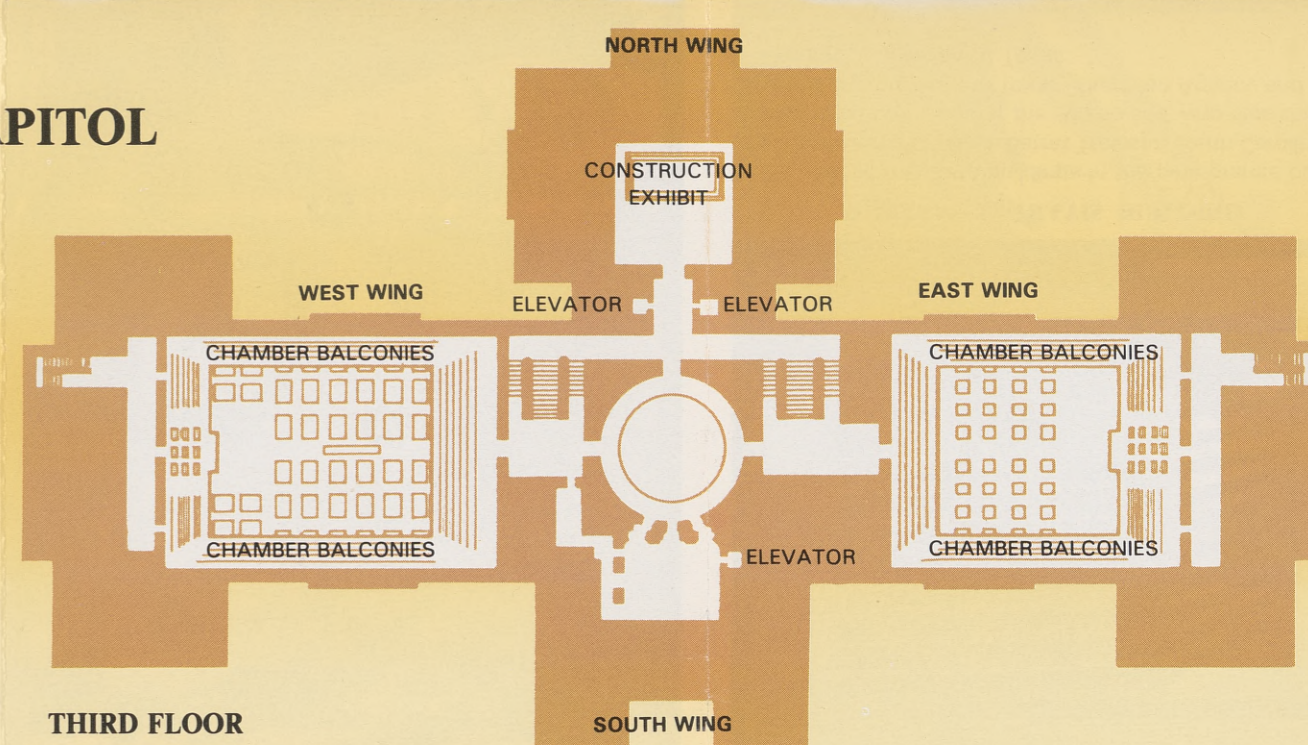 NORTH WING
APITOL
CONSTRUCTION
EXHIBIT
WEST WING
ELEVATOR
ELEVATOR
EAST WING
CHAMBER BALCONIES
CHAMBER BALCONIES
CHAMBER BALCONIES
CHAMBER BALCONIES
ELEVATOR
THIRD FLOOR
SOUTH WING